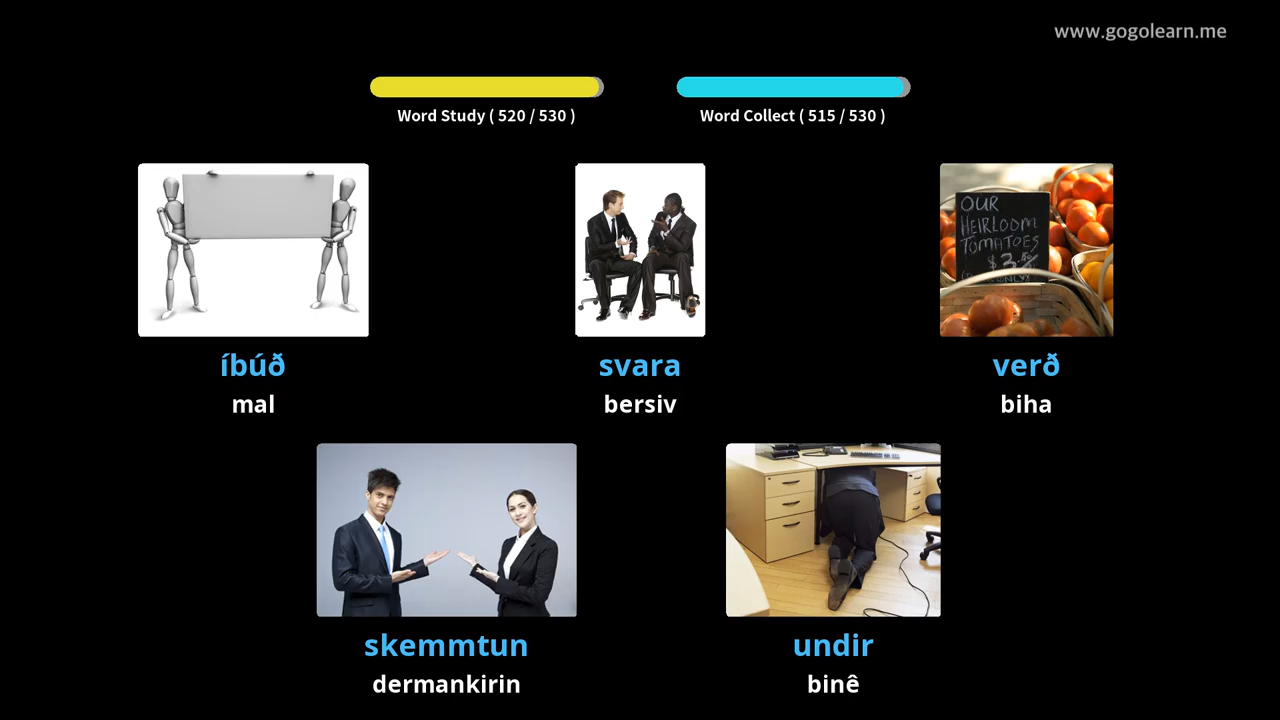 www.gogolearn.me
Word Study ( 520 / 530 )
Word Collect ( 515 / 530 )
OUR
HEIRLOOM
TOMATOES
íbúð
svara
verð
mal
bersiv
biha
skemmtun
undir
dermankirin
binê